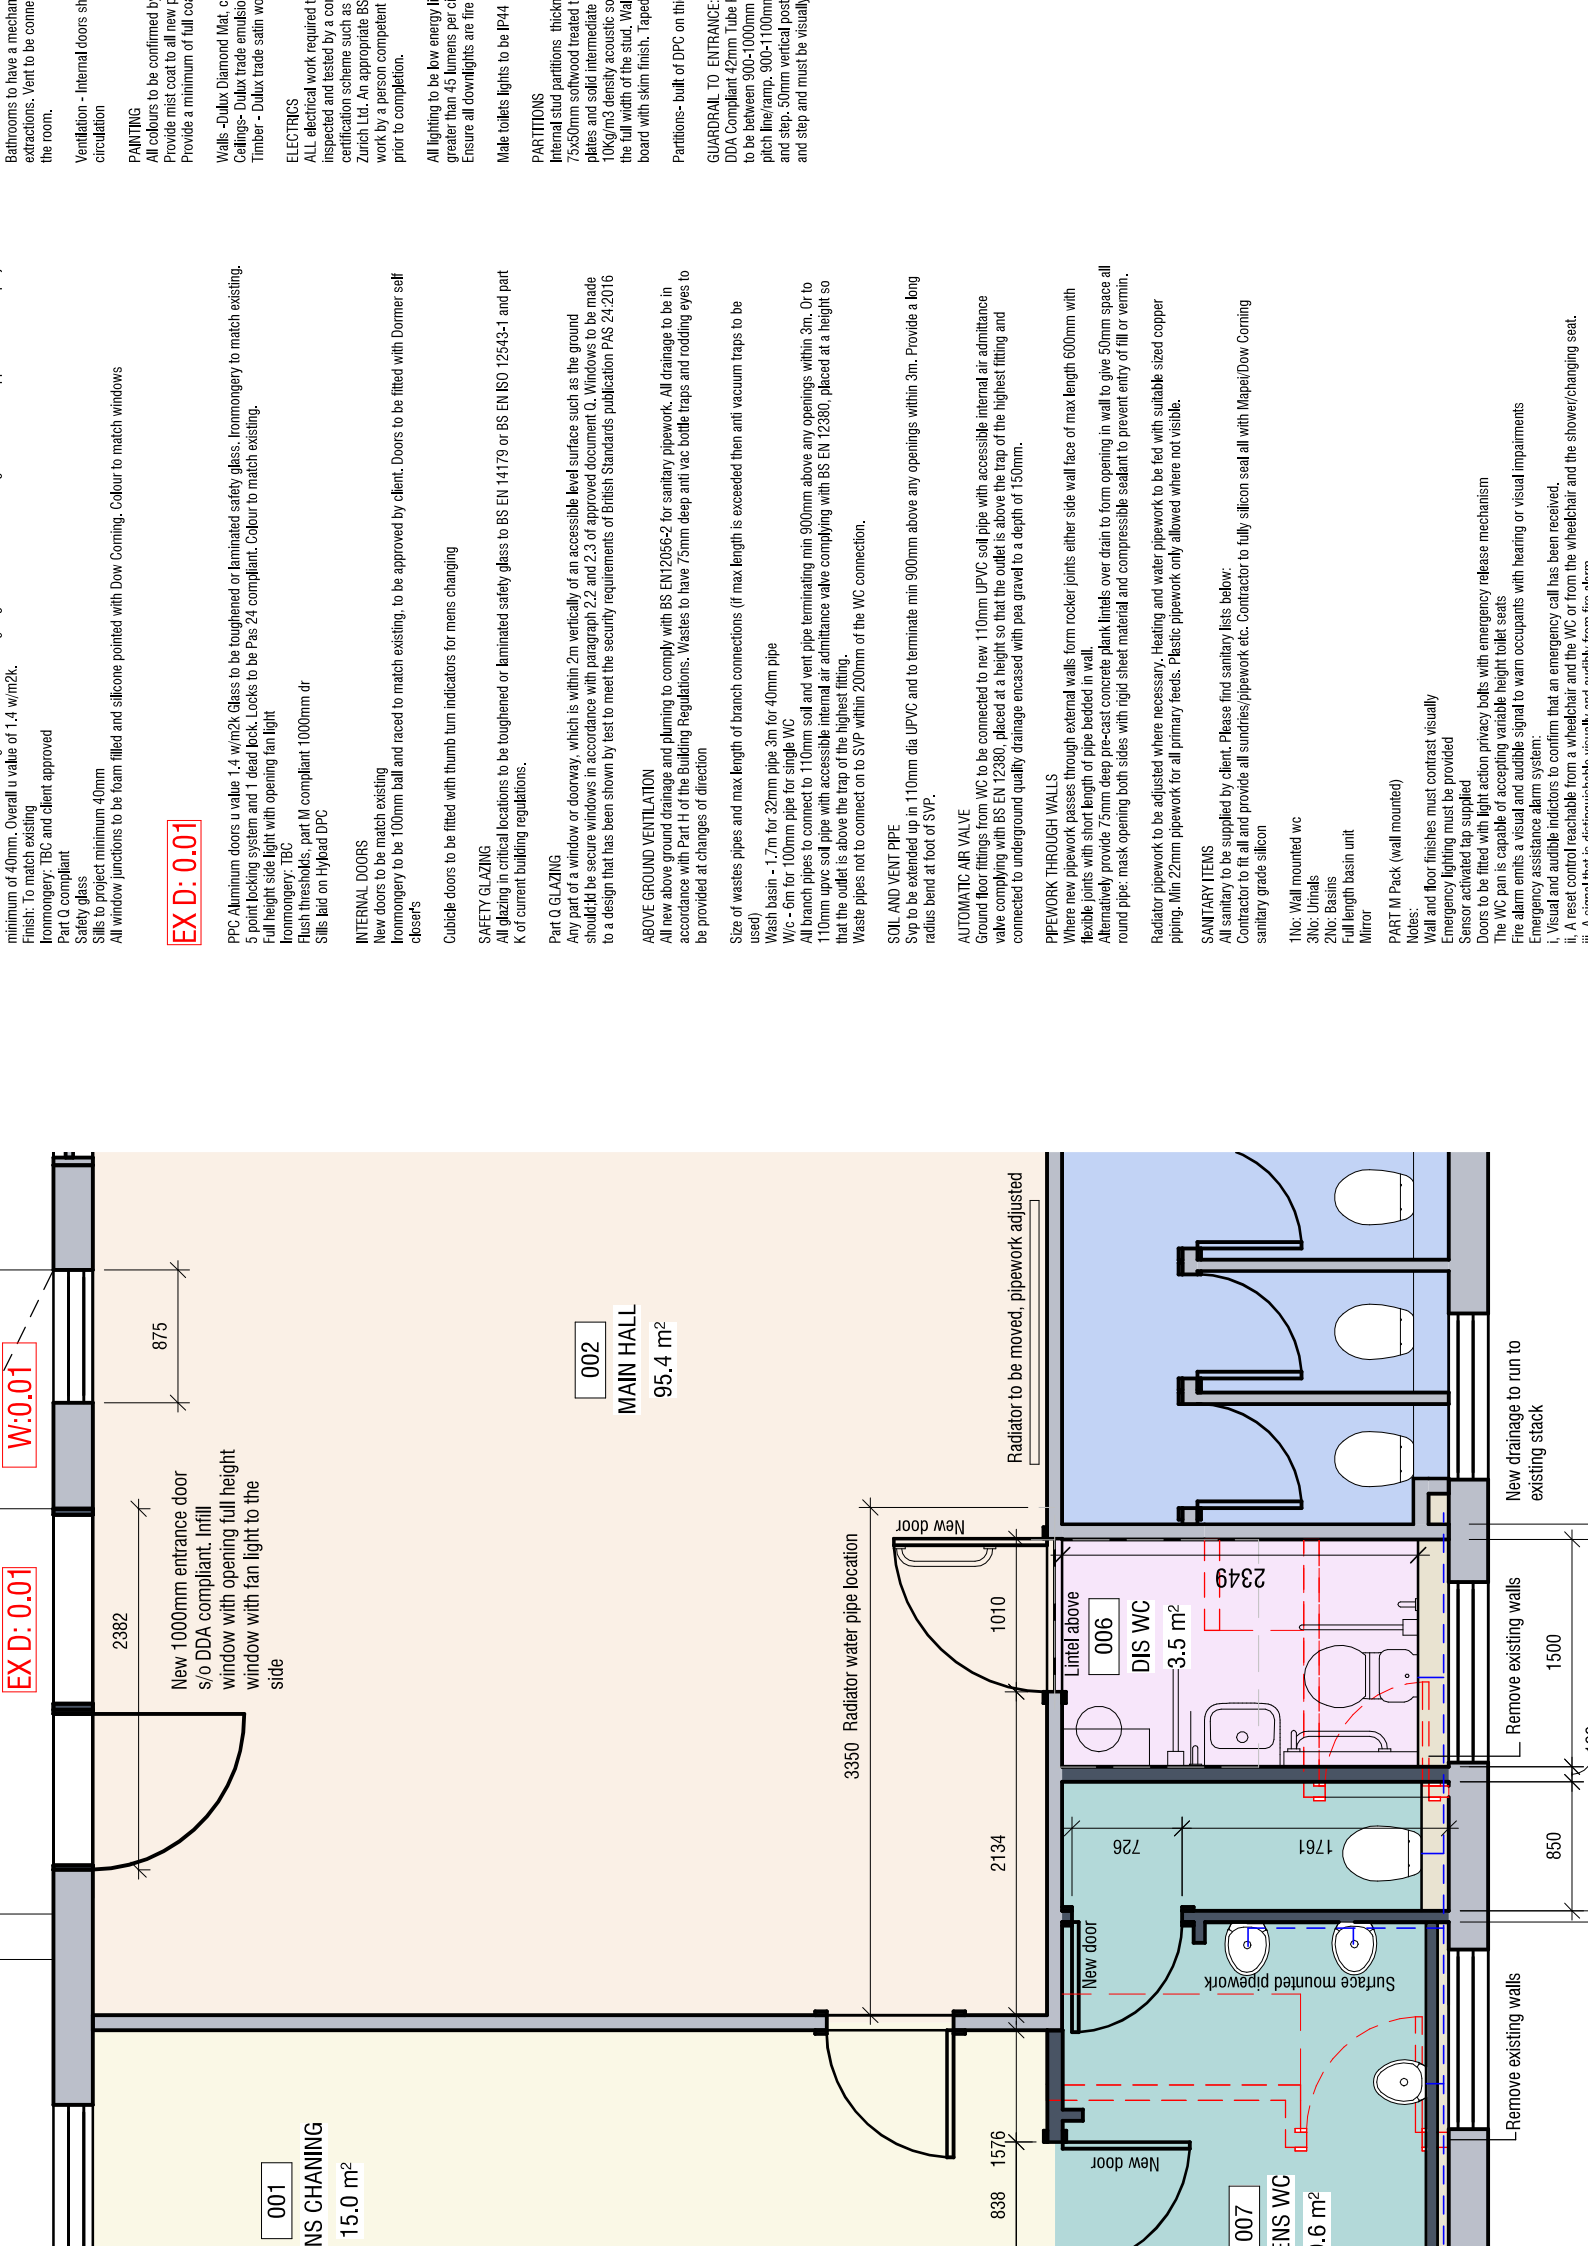 minimum of 40mm. Overall u value of 1.4 w/m2k.
Finish: To match existing
Ironmongery: TBC and client approved
Part Q compliant
Safety glass
Sills to project minimum 40mm
All window junctions to be foam filled and silicone pointed with Dow Corning. Colour to match windows
EX D: 0.01
PPC Aluminum doors u value 1.4 w/m2k Glass to be toughened or laminated safety glass. Ironmongery to match existing.
5 point locking system and 1 dead lock. Locks to be Pas 24 compliant. Colour to match existing.
Full height side light with opening fan light
Ironmongery: TBC
Flush thresholds, part M compliant 1000mm dr
Sills laid on Hyload DPC
INTERNAL DOORS
New doors to be match existing
Ironmongery to be 100mm ball and raced to match existing, to be approved by client. Doors to be fitted with Dormer self
closer's
Cubicle doors to be fitted with thumb turn indicators for mens changing
SAFETY GLAZING
All glazing in critical locations to be toughened or laminated safety glass to BS EN 14179 or BS EN ISO 12543-1 and part
K of current building regulations.
Part Q GLAZING
Any part of a window or doorway, which is within 2m vertically of an accessible level surface such as the ground
should;ld be secure windows in accordance with paragraph 2.2 and 2.3 of approved document Q. Windows to be made
to a design that has been shown by test to meet the security requirements of British Standards publication PAS 24:2016
ABOVE GROUND VENTILATION
All new above ground drainage and pluming to comply with BS EN12056-2 for sanitary pipework. All drainage to be in
accordance with Part H of the Building Regulations. Wastes to have 75mm deep anti vac bottle traps and rodding eyes to
be provided at changes of direction
Size of wastes pipes and max length of branch connections (if max length is exceeded then anti vacuum traps to be
used)
Wash basin - 1.7m for 32mm pipe 3m for 40mm pipe
W/c - 6m for 100mm pipe for single WC
All branch pipes to connect to 110mm soil and vent pipe terminating min 900mm above any openings within 3m. Or to
110mm upvc soil pipe with accessible internal air admittance valve complying with BS EN 12380, placed at a height so
that the outlet is above the trap of the highest fitting.
Waste pipes not to connect on to SVP within 200mm of the WC connection.
SOIL AND VENT PIPE
Svp to be extended up in 110mm dia UPVC and to terminate min 900mm above any openings within 3m. Provide a long
radius bend at foot of SVP.
AUTOMATIC AIR VALVE
Ground floor fittings from WC to be connected to new 110mm UPVC soil pipe with accessible internal air admittance
valve complying with BS EN 12380, placed at a height so that the outlet is above the trap of the highest fitting and
connected to underground quality drainage encased with pea gravel to a depth of 150mm.
PIPEWORK THROUGH WALLS
Where new pipework passes through external walls form rocker joints either side wall face of max length 600mm with
flexible joints with short length of pipe bedded in wall.
Alternatively provide 75mm deep pre-cast concrete plank lintels over drain to form opening in wall to give 50mm space all
round pipe: mask opening both sides with rigid sheet material and compressible sealant to prevent entry of fill or vermin.
Radiator pipework to be adjusted where necessary. Heating and water pipework to be fed with suitable sized copper
piping. Min 22mm pipework for all primary feeds. Plastic pipework only allowed where not visible.
SANITARY ITEMS
All sanitary to be supplied by client. Please find sanitary lists below:
Contractor to fit all and provide all sundries/pipework etc. Contractor to fully silicon seal all with Mapei/Dow Corning
sanitary grade silicon
1No: Wall mounted wc
3No: Urinals
2No: Basins
Full length basin unit
Mirror
PART M Pack (wall mounted)
Notes:
Wall and floor finishes must contrast visually
Emergency lighting must be provided
Sensor activated tap supplied
Doors to be fitted with light action privacy bolts with emergency release mechanism
The WC pan is capable of accepting variable height toilet seats
Fire alarm emits a visual and audible signal to warn occupants with hearing or visual impairments
Emergency assistance alarm system:
i, Visual and audible indictors to confirm that an emergency call has been received.
ii, A reset control reachable from a wheelchair and the WC or from the wheelchair and the shower/changing seat.
iii, A signal that is distinguishable visually and audibly from fire alarm
Bathrooms to have a mechan
extractions. Vent to be conne
the room.
Ventilation - Internal doors sh
circulation
PAINTING
All colours to be confirmed by
Provide mist coat to all new p
Provide a minimum of full coa
Walls -Dulux Diamond Mat, c
Ceilings- Dulux trade emulsio
Timber - Dulux trade satin wo
ELECTRICS
ALL electrical work required t
inspected and tested by a con
certification scheme such as
Zurich Ltd. An appropriate BS
work by a person competent
prior to completion.
All lighting to be low energy li
greater than 45 lumens per ci
Ensure all downlights are fire
Male toilets lights to be IP44
PARTITIONS
Internal stud partitions thickn
75x50mm softwood treated t
plates and solid intermediate
10Kg/m3 density acoustic so
the full width of the stud. Wal
board with skim finish. Taped
Partitions- built of DPC on thi
GUARDRAIL TO ENTRANCE:
DDA Compliant 42mm Tube
to be between 900-1000mm
pitch line/ramp. 900-1100mm
and step. 50mm vertical post
and step and must be visually
W:0.01
EX D: 0.01
875
2382
New 1000mm entrance door
s/o DDA compliant. Infill
window with opening full height
window with fan light to the
side
002
MAIN HALL
95.4 m²
Radiator to be moved, pipework adjusted
3350 Radiator water pipe location
New door
1010
2134
Lintel above
006
DIS WC
3.5 m²
2349
726
1761
New door
Surface mounted pipework
New door
1576
838
001
NS CHANING
15.0 m²
007
ENS WC
.6 m²
New drainage to run to
existing stack
Remove existing walls
1500
850
Remove existing walls